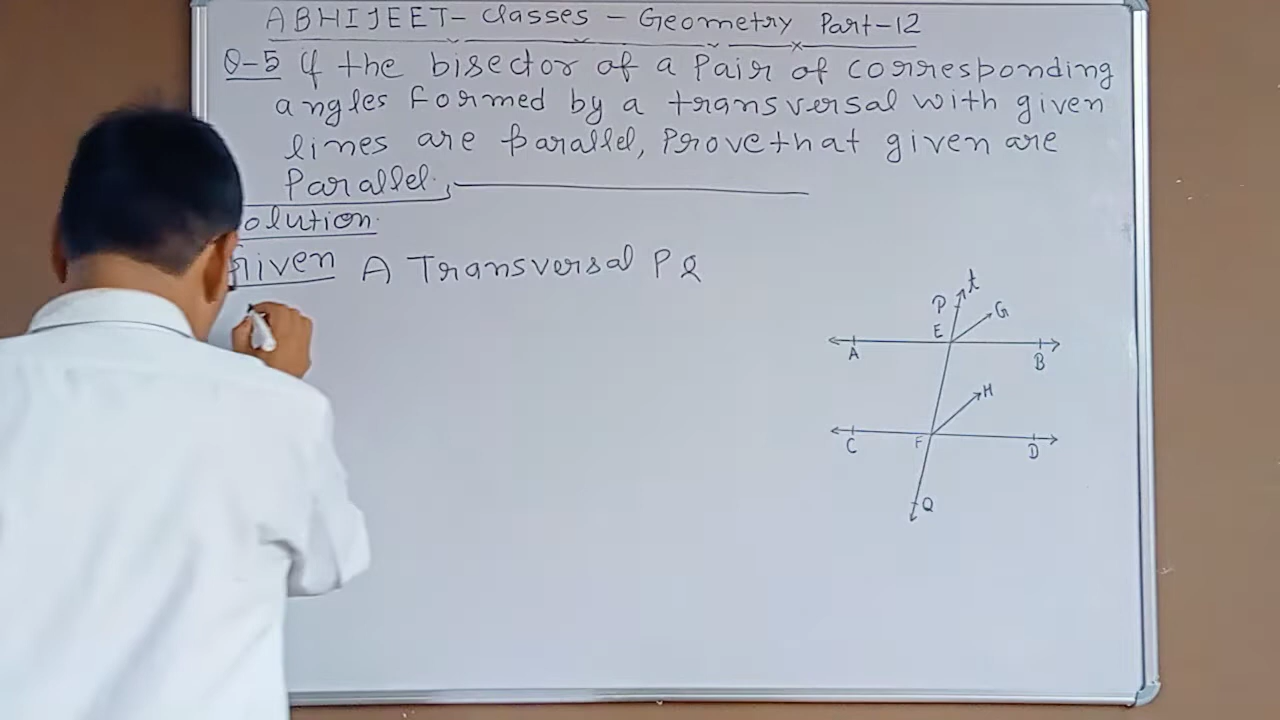 ABHIJEET - Classes - Geometry Part-12
Q-5 if the bisector of a Pair of corresponding
angles formed by a transversal with given
lines are parallel, Prove that given are
Parallel.
olution.
Given A Transversal P Q
t
P
G
E
A
B
H
C
F
D
Q